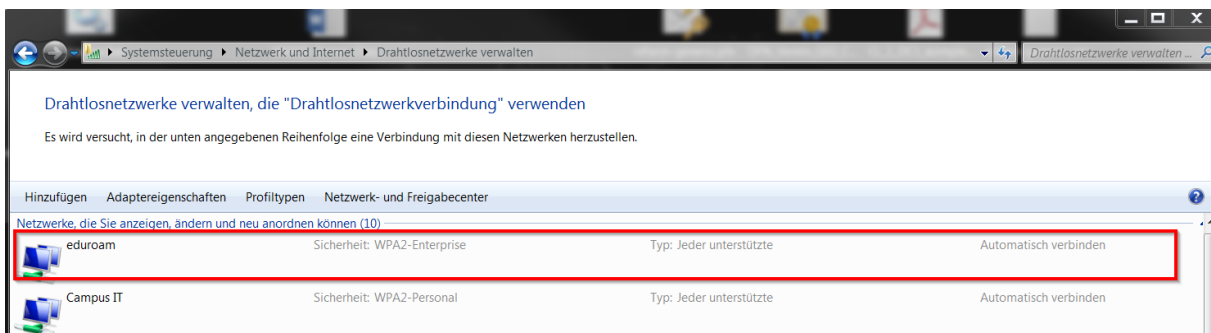 Systemsteuerung ▸ Netzwerk und Internet ▸ Drahtlosnetzwerke verwalten
Drahtlosnetzwerke verwalten ...
Drahtlosnetzwerke verwalten, die "Drahtlosnetzwerkverbindung" verwenden
Es wird versucht, in der unten angegebenen Reihenfolge eine Verbindung mit diesen Netzwerken herzustellen.
Hinzufügen Adaptereigenschaften Profiltypen Netzwerk- und Freigabecenter
Netzwerke, die Sie anzeigen, ändern und neu anordnen können (10)
eduroam Sicherheit: WPA2-Enterprise Typ: Jeder unterstützte Automatisch verbinden
Campus IT Sicherheit: WPA2-Personal Typ: Jeder unterstützte Automatisch verbinden